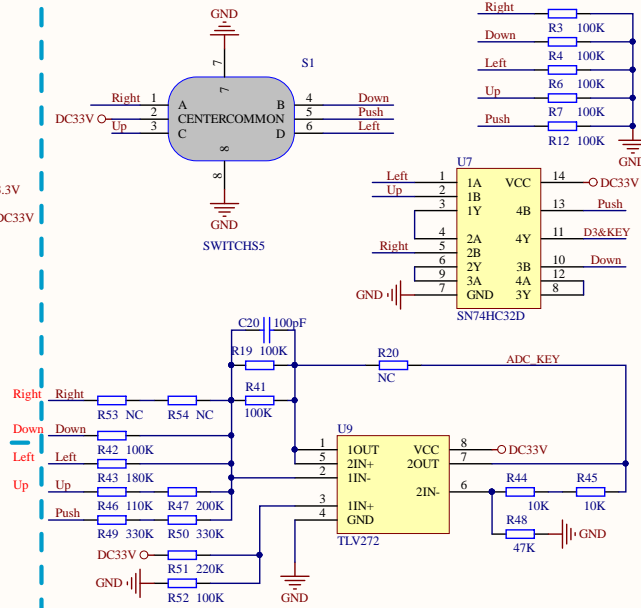 GND
7
7
S1
Right 1 A B 4 Down
DC33V 2 CENTERCOMMON 5 Push
Up 3 C D 6 Left
8
8
GND
SWITCHS5
Right
R3 100K
Down
R4 100K
Left
R6 100K
Up
R7 100K
Push
R12 100K
GND
.3V
DC33V
U7
Left 1 1A VCC 14 DC33V
Up 2 1B
3 1Y 4B 13 Push
4 2A 4Y 11 D3&KEY
Right 5 2B
6 2Y 3B 10 Down
9 3A 4A 12
GND 7 GND 3Y 8
SN74HC32D
C20 100pF
R19 100K
R41
100K
R20
NC
ADC_KEY
Right Right
R53 NC R54 NC
Down Down
R42 100K
Left Left
R43 180K
Up Up
R46 110K R47 200K
Push
R49 330K R50 330K
DC33V
R51 220K
GND
R52 100K
U9
1 1OUT VCC 8 DC33V
5 2IN+ 2OUT 7
2 1IN-
2IN- 6
3 1IN+
4 GND
TLV272
GND
R44 R45
10K 10K
R48
47K
GND